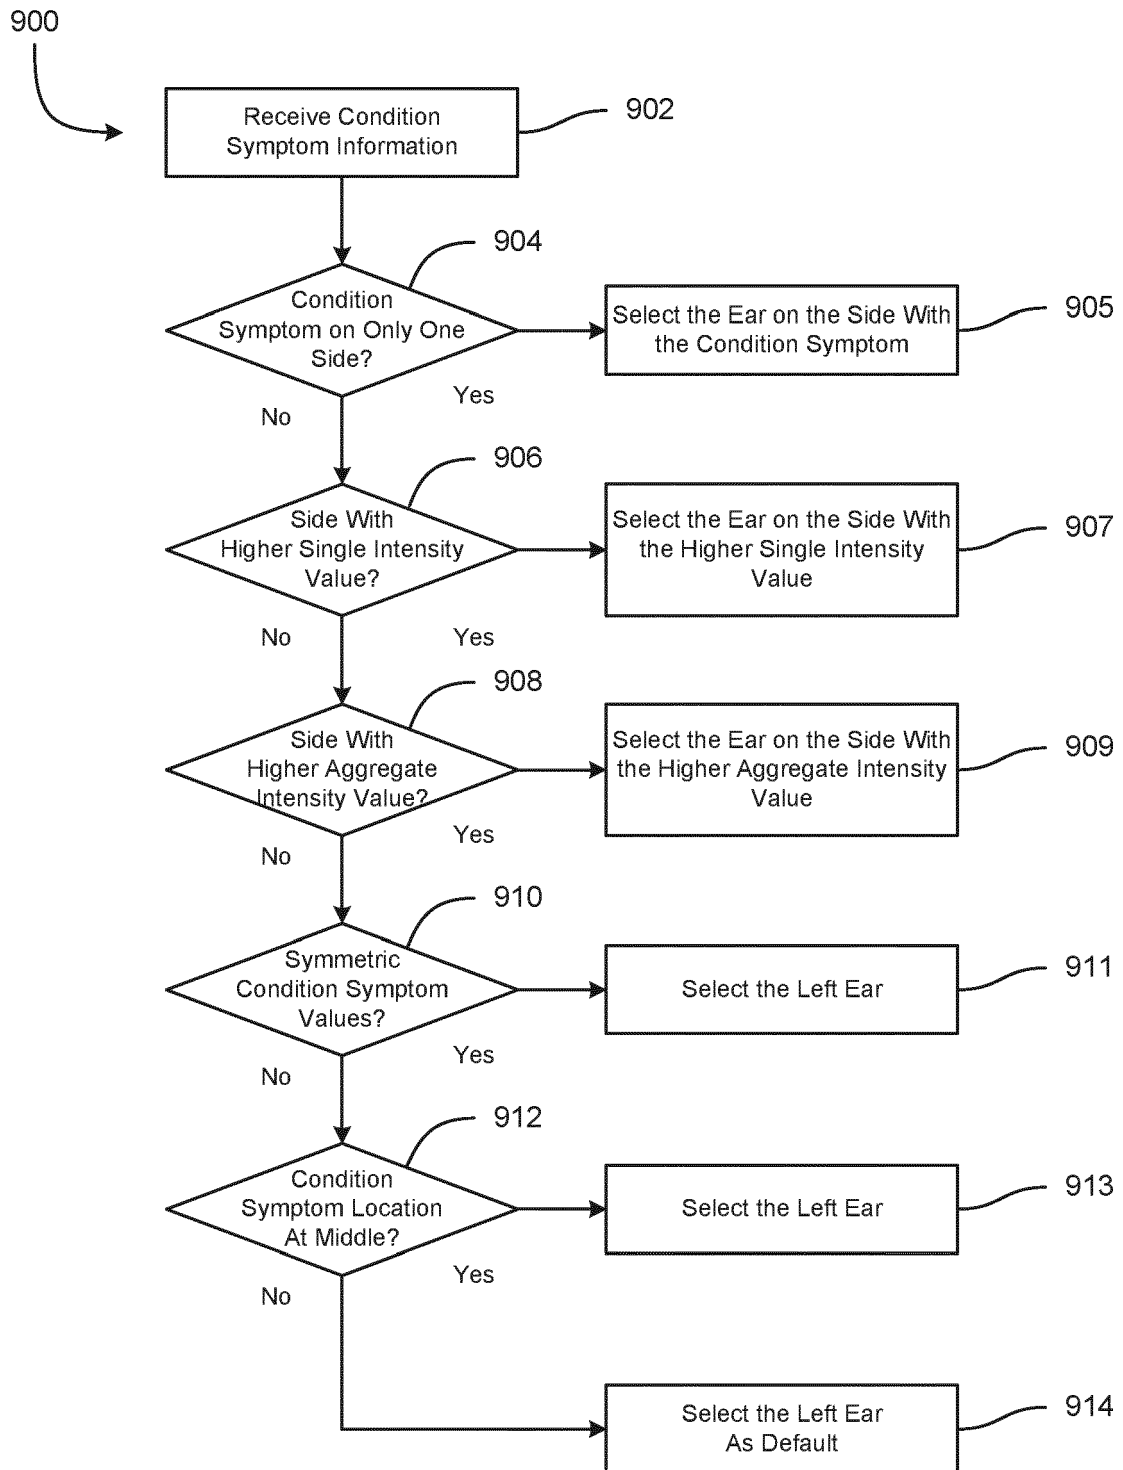 900
Receive Condition
Symptom Information
902
904
Condition
Symptom on Only One
Side?
Select the Ear on the Side With
the Condition Symptom
905
Yes
No
906
Side With
Higher Single Intensity
Value?
Select the Ear on the Side With
the Higher Single Intensity
Value
907
No
Yes
908
Side With
Higher Aggregate
Intensity Value?
Select the Ear on the Side With
the Higher Aggregate Intensity
Value
909
Yes
No
910
Symmetric
Condition Symptom
Values?
Select the Left Ear
911
Yes
No
912
Condition
Symptom Location
At Middle?
Select the Left Ear
913
Yes
No
Select the Left Ear
As Default
914